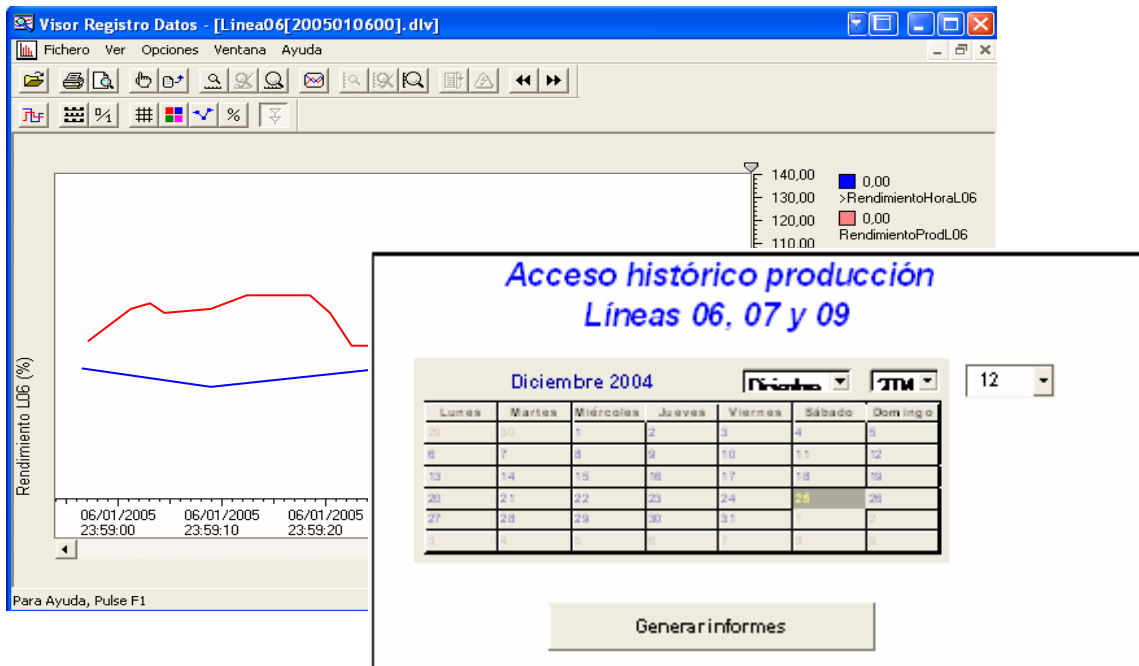 Visor Registro Datos - [Linea06[2005010600].dlv]
Fichero Ver Opciones Ventana Ayuda
%
140,00
130,00
120,00
110,00
0,00
>RendimientoHoraL06
0,00
RendimientoProdL06
Rendimiento L06 (%)
06/01/2005 06/01/2005 06/01/2005
23:59:00 23:59:10 23:59:20
Para Ayuda, Pulse F1
Acceso histórico producción
Líneas 06, 07 y 09
Diciembre 2004
12
Lunes Martes Miércoles Jueves Viernes Sábado Domingo
29 30 1 2 3 4 5
6 7 8 9 10 11 12
13 14 15 16 17 18 19
20 21 22 23 24 25 26
27 28 29 30 31 1 2
3 4 5 6 7 8 9
Generar informes